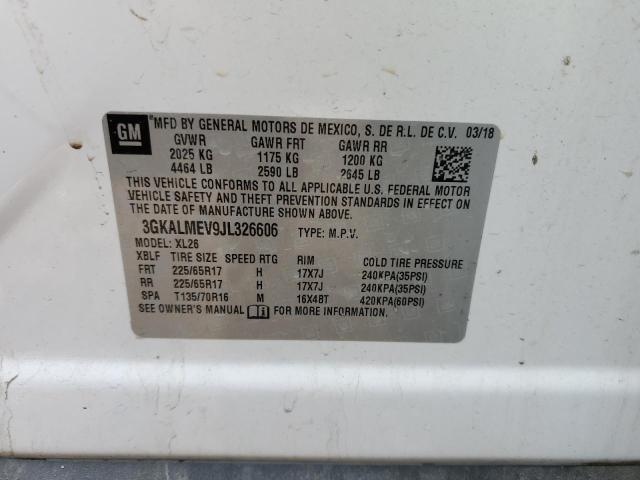 GM
MFD BY GENERAL MOTORS DE MEXICO, S. DE R.L. DE C.V. 03/18
GVWR GAWR FRT GAWR RR
2025 KG 1175 KG 1200 KG
4464 LB 2590 LB 2645 LB
THIS VEHICLE CONFORMS TO ALL APPLICABLE U.S. FEDERAL MOTOR
VEHICLE SAFETY AND THEFT PREVENTION STANDARDS IN EFFECT ON
THE DATE OF MANUFACTURE SHOWN ABOVE.
3GKALMEV9JL326606 TYPE: M.P.V.
MODEL: XL26
XBLF TIRE SIZE SPEED RTG RIM COLD TIRE PRESSURE
FRT 225/65R17 H 17X7J 240KPA(35PSI)
RR 225/65R17 H 17X7J 240KPA(35PSI)
SPA T135/70R16 M 16X4BT 420KPA(60PSI)
SEE OWNER'S MANUAL FOR MORE INFORMATION.